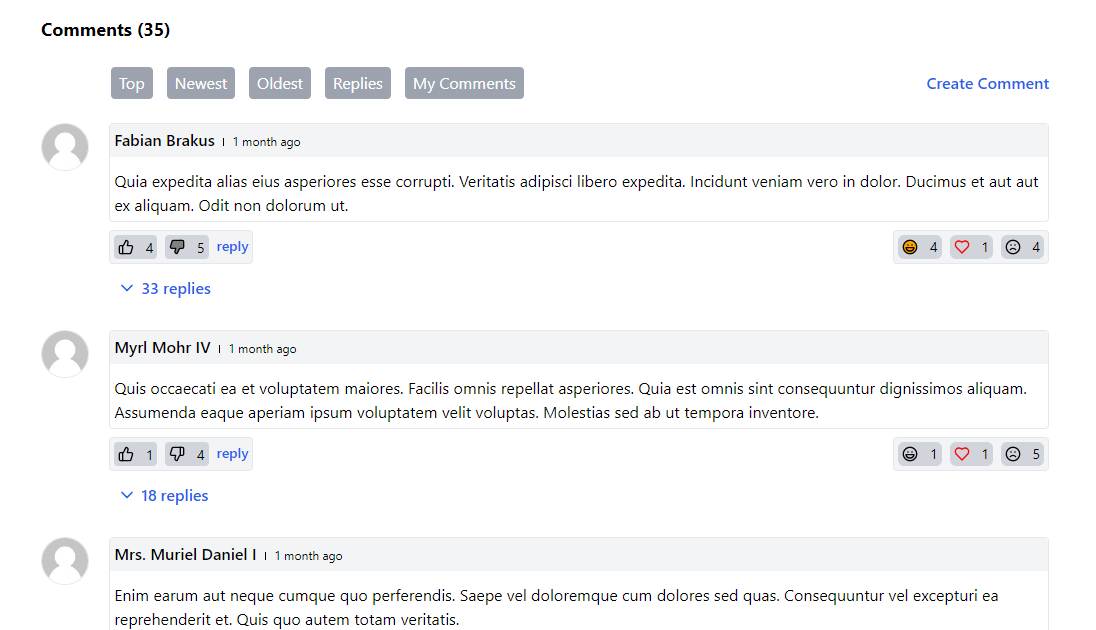 Comments (35)
Top Newest Oldest Replies My Comments Create Comment
Fabian Brakus | 1 month ago
Quia expedita alias eius asperiores esse corrupti. Veritatis adipisci libero expedita. Incidunt veniam vero in dolor. Ducimus et aut aut
ex aliquam. Odit non dolorum ut.
4 5 reply 4 1 4
33 replies
Myrl Mohr IV | 1 month ago
Quis occaecati ea et voluptatem maiores. Facilis omnis repellat asperiores. Quia est omnis sint consequuntur dignissimos aliquam.
Assumenda eaque aperiam ipsum voluptatem velit voluptas. Molestias sed ab ut tempora inventore.
1 4 reply 1 1 5
18 replies
Mrs. Muriel Daniel I | 1 month ago
Enim earum aut neque cumque quo perferendis. Saepe vel doloremque cum dolores sed quas. Consequuntur vel excepturi ea
reprehenderit et. Quis quo autem totam veritatis.